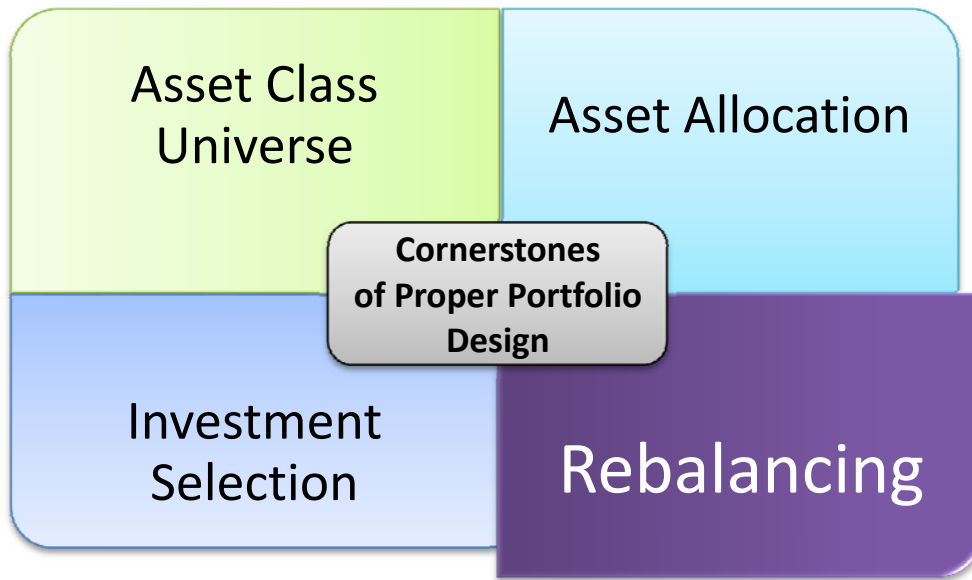 Asset Class
Universe
Asset Allocation
Cornerstones
of Proper Portfolio
Design
Investment
Selection
Rebalancing